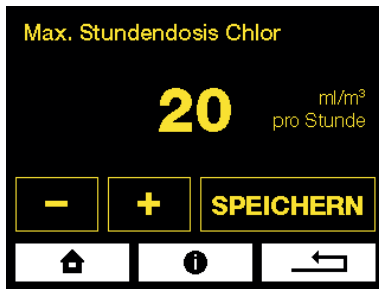 Max. Stundendosis Chlor
20
ml/m³
pro Stunde
− + SPEICHERN